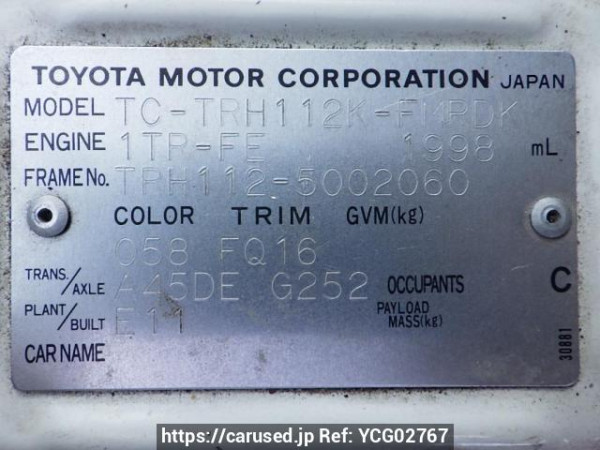 TOYOTA MOTOR CORPORATION JAPAN
MODEL TC-TRH112K-FMPDK
ENGINE 1TR-FE 1998 mL
FRAME No. TRH112-5002060
COLOR TRIM GVM(kg)
058 FQ16
TRANS./AXLE A45DE G252 OCCUPANTS C
PLANT/BUILT E11 PAYLOAD MASS(kg)
CAR NAME
30881
https://carused.jp Ref: YCG02767